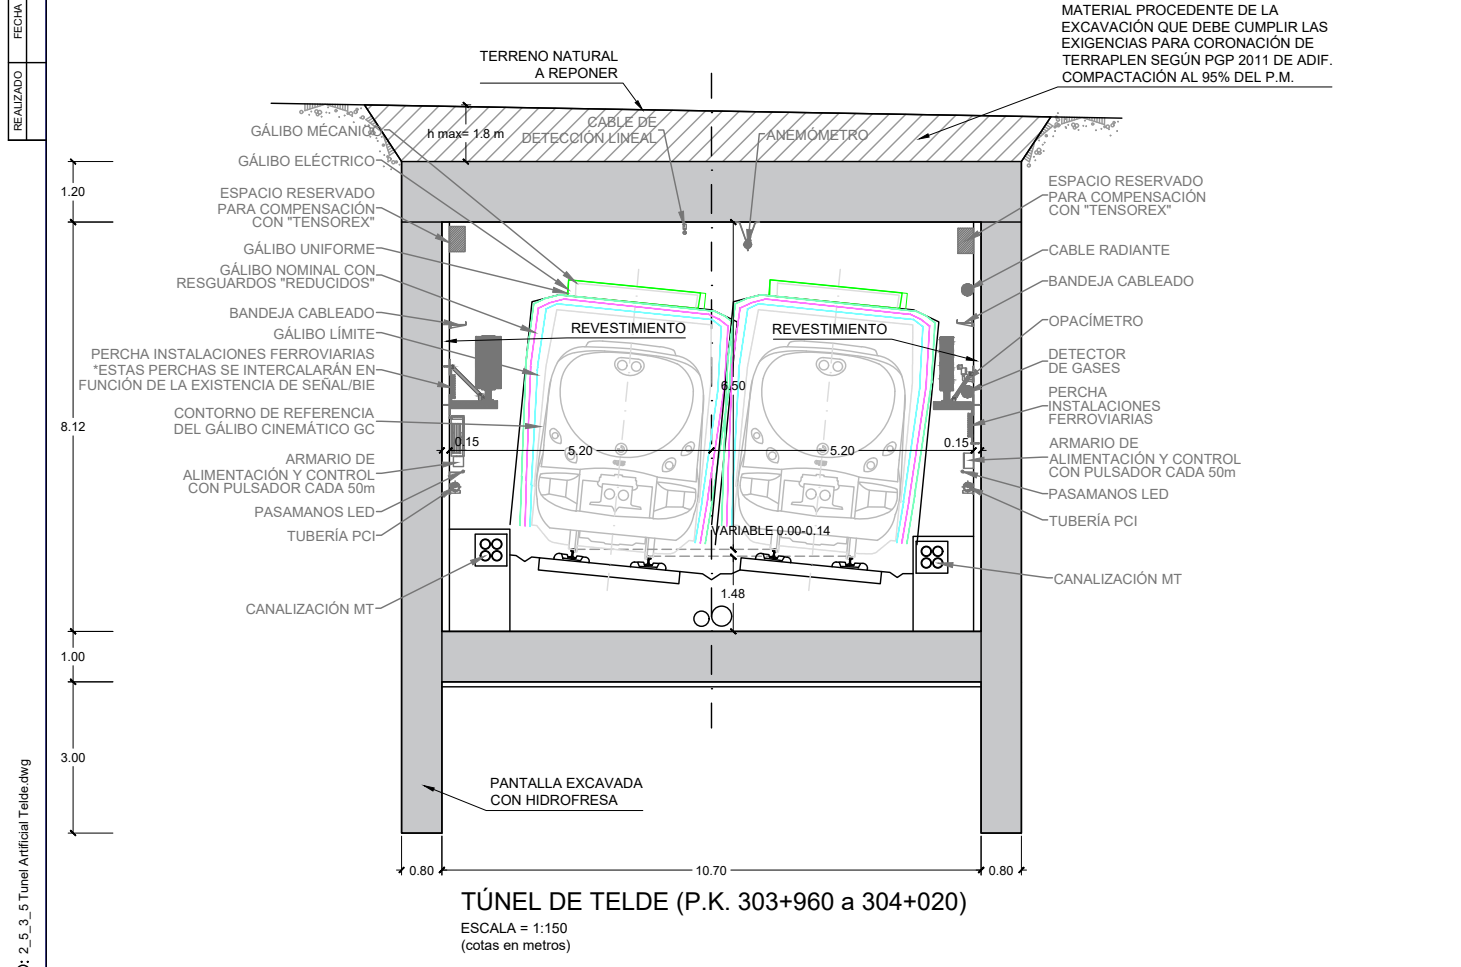 FECHA
REALIZADO
MATERIAL PROCEDENTE DE LA
EXCAVACIÓN QUE DEBE CUMPLIR LAS
EXIGENCIAS PARA CORONACIÓN DE
TERRAPLEN SEGÚN PGP 2011 DE ADIF.
COMPACTACIÓN AL 95% DEL P.M.
TERRENO NATURAL
A REPONER
GÁLIBO MÉCANICO
h max= 1.8 m
CABLE DE
DETECCIÓN LINEAL
ANEMÓMETRO
GÁLIBO ELÉCTRICO
ESPACIO RESERVADO
PARA COMPENSACIÓN
CON "TENSOREX"
GÁLIBO UNIFORME
GÁLIBO NOMINAL CON
RESGUARDOS "REDUCIDOS"
BANDEJA CABLEADO
GÁLIBO LÍMITE
PERCHA INSTALACIONES FERROVIARIAS
*ESTAS PERCHAS SE INTERCALARÁN EN
FUNCIÓN DE LA EXISTENCIA DE SEÑAL/BIE
CONTORNO DE REFERENCIA
DEL GÁLIBO CINEMÁTICO GC
ARMARIO DE
ALIMENTACIÓN Y CONTROL
CON PULSADOR CADA 50m
PASAMANOS LED
TUBERÍA PCI
CANALIZACIÓN MT
ESPACIO RESERVADO
PARA COMPENSACIÓN
CON "TENSOREX"
CABLE RADIANTE
BANDEJA CABLEADO
OPACÍMETRO
DETECTOR
DE GASES
PERCHA
INSTALACIONES
FERROVIARIAS
ARMARIO DE
ALIMENTACIÓN Y CONTROL
CON PULSADOR CADA 50m
PASAMANOS LED
TUBERÍA PCI
CANALIZACIÓN MT
REVESTIMIENTO
REVESTIMIENTO
6.50
0.15
5.20
5.20
0.15
VARIABLE 0.00-0.14
1.48
1.20
8.12
1.00
3.00
PANTALLA EXCAVADA
CON HIDROFRESA
0.80
10.70
0.80
TÚNEL DE TELDE (P.K. 303+960 a 304+020)
ESCALA = 1:150
(cotas en metros)
2_5_3_5 Tunel Artificial Telde.dwg